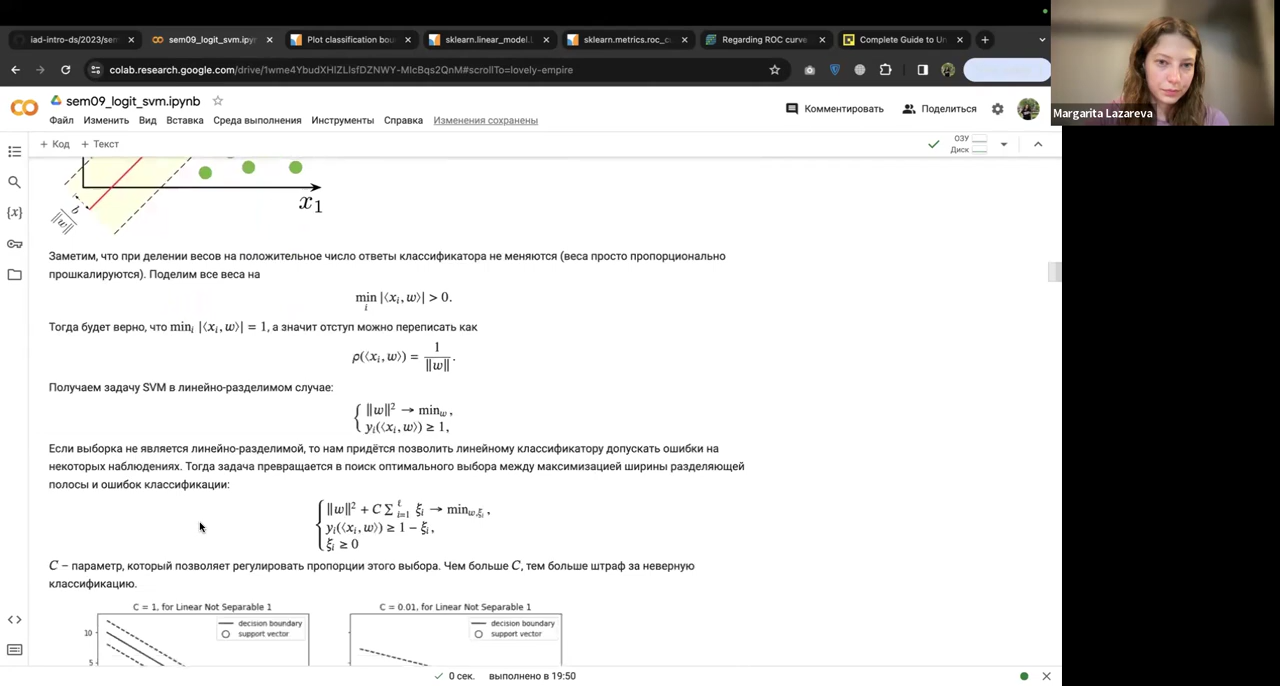 iad-intro-ds/2023/sem
sem09_logit_svm.ipyn
Plot classification bou
sklearn.linear_model.l
sklearn.metrics.roc_c
Regarding ROC curve
Complete Guide to Un
colab.research.google.com/drive/1wme4YbudXHIZLIsfDZNWY-MIcBqs2QnM#scrollTo=lovely-empire
Margarita Lazareva
sem09_logit_svm.ipynb
Комментировать
Поделиться
Файл Изменить Вид Вставка Среда выполнения Инструменты Справка Изменения сохранены
+ Код + Текст
ОЗУ
Диск
x₁
b
‖w‖
Заметим, что при делении весов на положительное число ответы классификатора не меняются (веса просто пропорционально
прошкалируются). Поделим все веса на
min |⟨xᵢ, w⟩| > 0.
i
Тогда будет верно, что minᵢ |⟨xᵢ, w⟩| = 1, а значит отступ можно переписать как
ρ(⟨xᵢ, w⟩) = 1/‖w‖.
Получаем задачу SVM в линейно-разделимом случае:
‖w‖² → min_w,
yᵢ(⟨xᵢ, w⟩) ≥ 1,
Если выборка не является линейно-разделимой, то нам придётся позволить линейному классификатору допускать ошибки на
некоторых наблюдениях. Тогда задача превращается в поиск оптимального выбора между максимизацией ширины разделяющей
полосы и ошибок классификации:
‖w‖² + C ∑ᵢ₌₁^ℓ ξᵢ → min_w,ξᵢ,
yᵢ(⟨xᵢ, w⟩) ≥ 1 − ξᵢ,
ξᵢ ≥ 0
C – параметр, который позволяет регулировать пропорции этого выбора. Чем больше C, тем больше штраф за неверную
классификацию.
C = 1, for Linear Not Separable 1
decision boundary
support vector
10
5
C = 0.01, for Linear Not Separable 1
decision boundary
support vector
0 сек. выполнено в 19:50